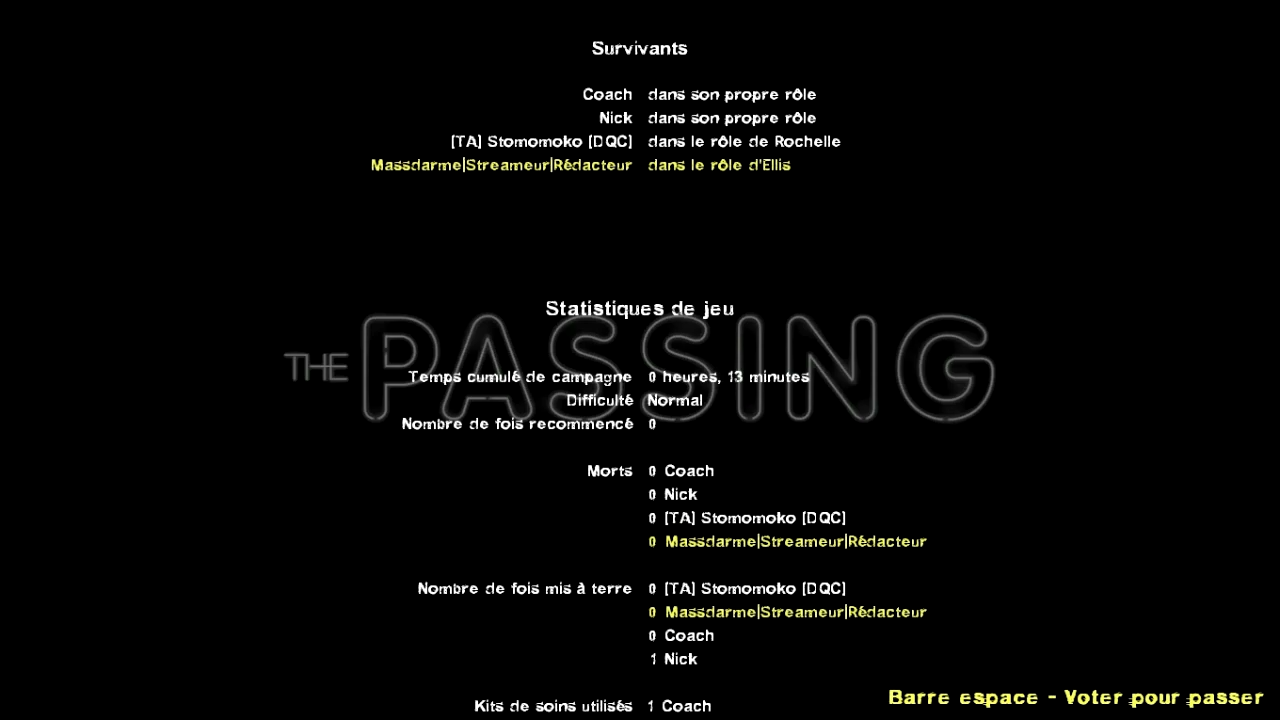 Survivants
Coach dans son propre rôle
Nick dans son propre rôle
[TA] Stomomoko [DQC] dans le rôle de Rochelle
Massdarme|Streameur|Rédacteur dans le rôle d'Ellis
Statistiques de jeu
THE PASSING
Temps cumulé de campagne 0 heures, 13 minutes
Difficulté Normal
Nombre de fois recommencé 0
Morts 0 Coach
0 Nick
0 [TA] Stomomoko [DQC]
0 Massdarme|Streameur|Rédacteur
Nombre de fois mis à terre 0 [TA] Stomomoko [DQC]
0 Massdarme|Streameur|Rédacteur
0 Coach
1 Nick
Kits de soins utilisés 1 Coach
Barre espace - Voter pour passer